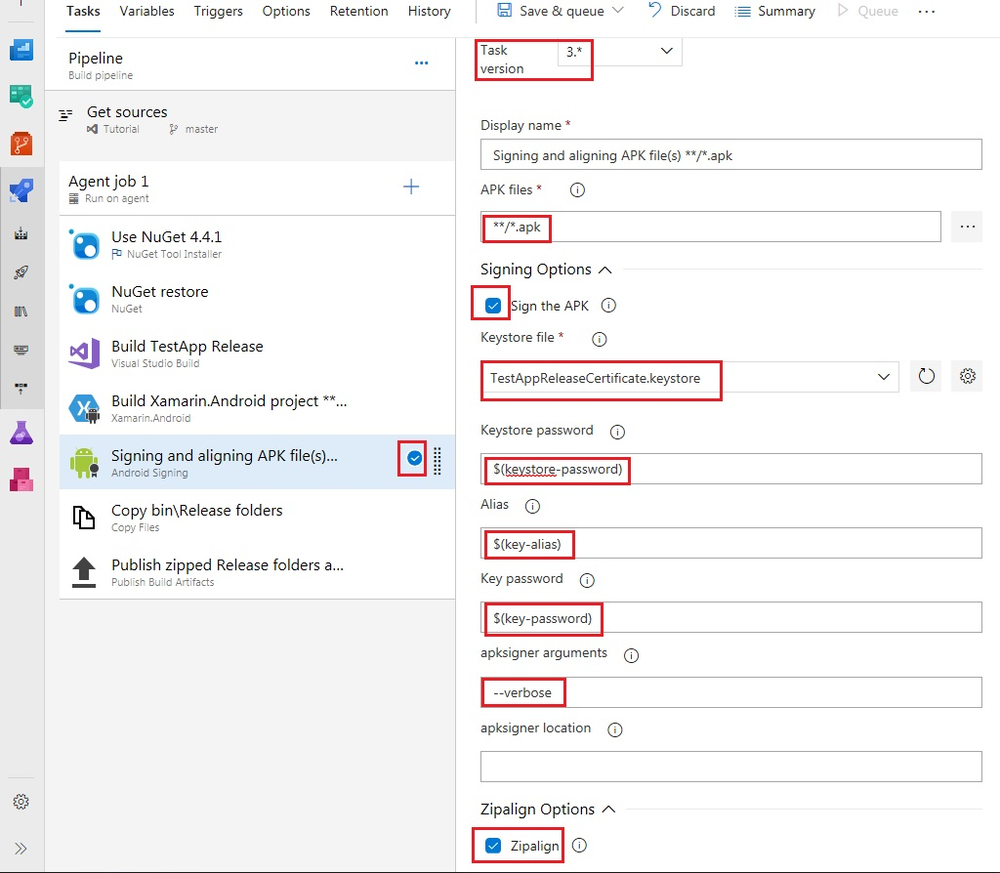 Tasks Variables Triggers Options Retention History
Save & queue Discard Summary Queue ...
Pipeline
Build pipeline
...
Get sources
Tutorial master
Agent job 1
Run on agent
Use NuGet 4.4.1
NuGet Tool Installer
NuGet restore
NuGet
Build TestApp Release
Visual Studio Build
Build Xamarin.Android project **...
Xamarin.Android
Signing and aligning APK file(s)...
Android Signing
Copy bin\Release folders
Copy Files
Publish zipped Release folders a...
Publish Build Artifacts
Task
version
3.*
Display name *
Signing and aligning APK file(s) **/*.apk
APK files *
**/*.apk
...
Signing Options
Sign the APK
Keystore file *
TestAppReleaseCertificate.keystore
Keystore password
$(keystore-password)
Alias
$(key-alias)
Key password
$(key-password)
apksigner arguments
--verbose
apksigner location
Zipalign Options
Zipalign